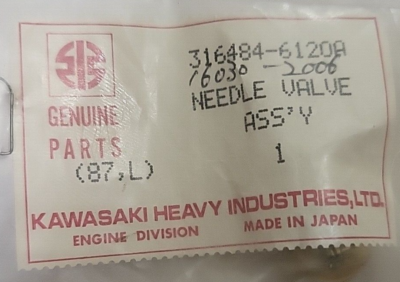 316484-6120A
16030-2006
NEEDLE VALVE
ASS'Y
1
GENUINE
PARTS
(87,L)
KAWASAKI HEAVY INDUSTRIES,LTD.
ENGINE DIVISION MADE IN JAPAN